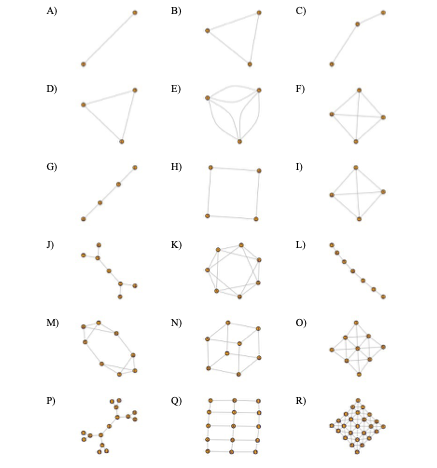 A) B) C)
D) E) F)
G) H) I)
J) K) L)
M) N) O)
P) Q) R)